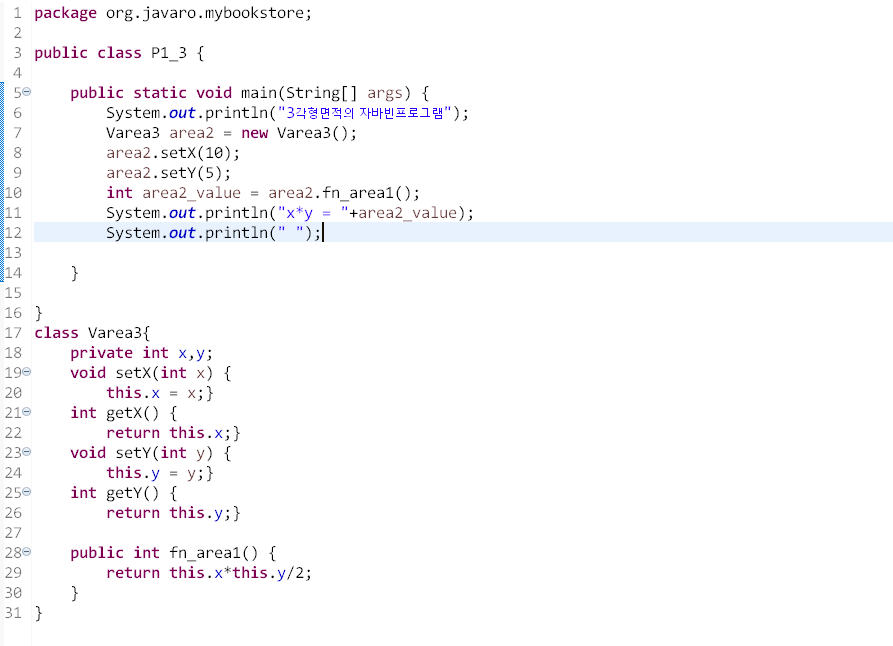 1 package org.javaro.mybookstore;
2
3 public class P1_3 {
4
5 public static void main(String[] args) {
6 System.out.println("3각형면적의 자바빈프로그램");
7 Varea3 area2 = new Varea3();
8 area2.setX(10);
9 area2.setY(5);
10 int area2_value = area2.fn_area1();
11 System.out.println("x*y = "+area2_value);
12 System.out.println(" ");
13
14 }
15
16 }
17 class Varea3{
18 private int x,y;
19 void setX(int x) {
20 this.x = x;}
21 int getX() {
22 return this.x;}
23 void setY(int y) {
24 this.y = y;}
25 int getY() {
26 return this.y;}
27
28 public int fn_area1() {
29 return this.x*this.y/2;
30 }
31 }